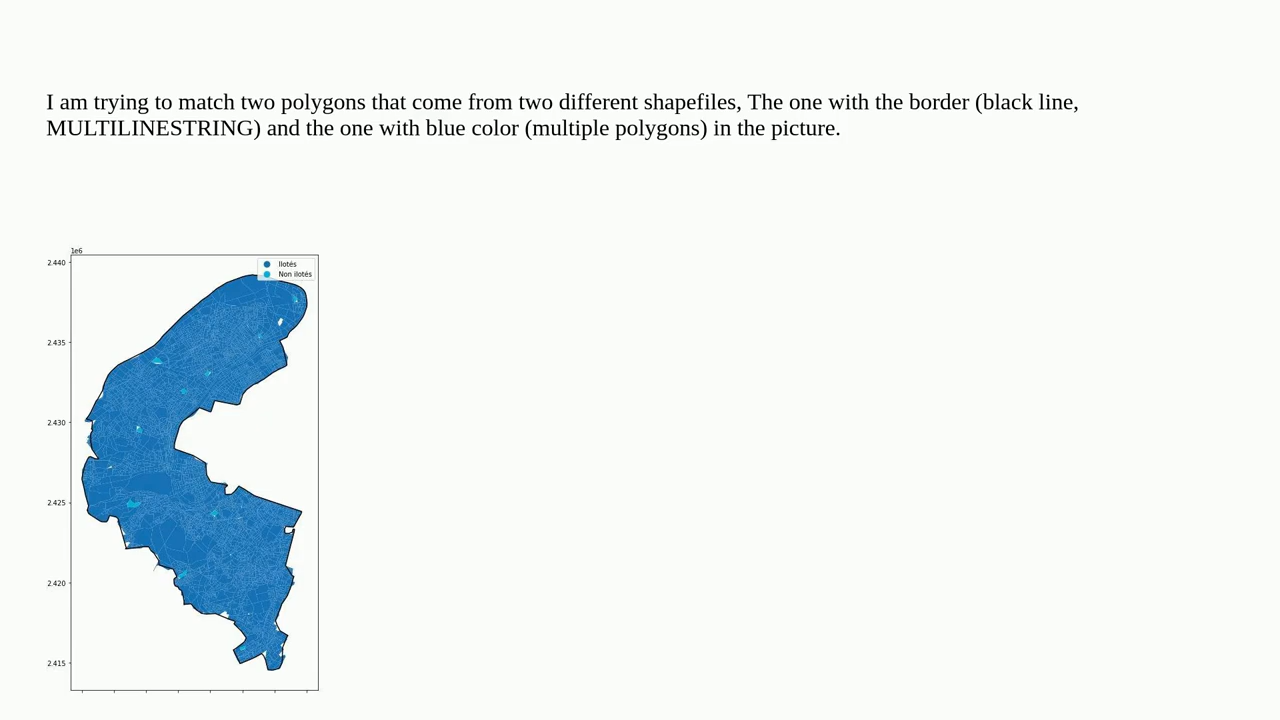 I am trying to match two polygons that come from two different shapefiles, The one with the border (black line,
MULTILINESTRING) and the one with blue color (multiple polygons) in the picture.
1e6
Ilotés
Non ilotés
2.440
2.435
2.430
2.425
2.420
2.415